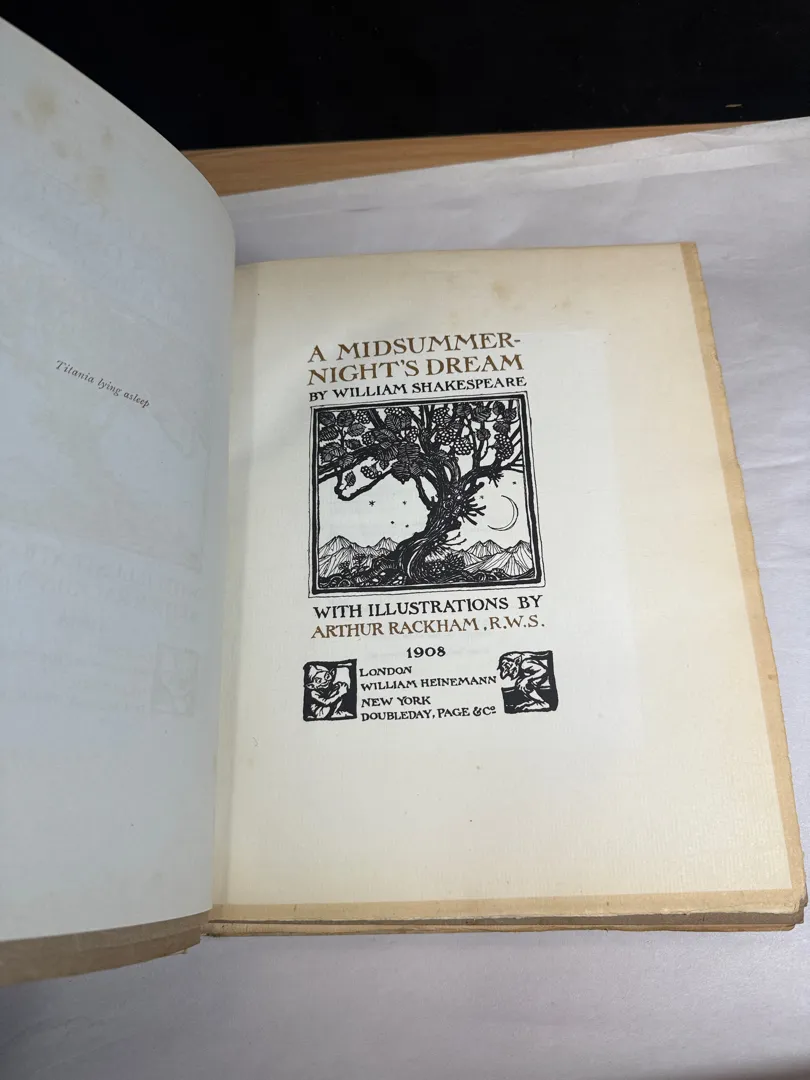 Titania lying asleep
A MIDSUMMER-
NIGHT'S DREAM
BY WILLIAM SHAKESPEARE
WITH ILLUSTRATIONS BY
ARTHUR RACKHAM, R.W.S.
1908
LONDON
WILLIAM HEINEMANN
NEW YORK
DOUBLEDAY, PAGE & Co